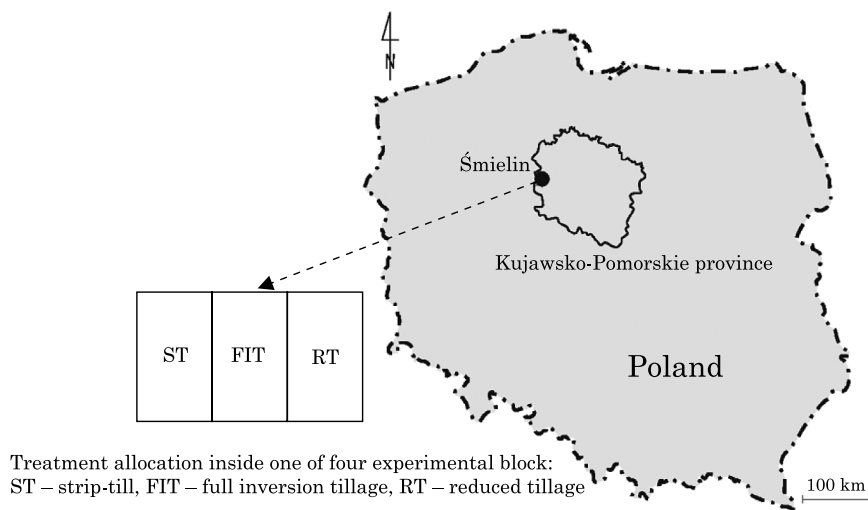 N
Śmielin
Kujawsko-Pomorskie province
ST
FIT
RT
Poland
Treatment allocation inside one of four experimental block:
ST – strip-till, FIT – full inversion tillage, RT – reduced tillage
100 km